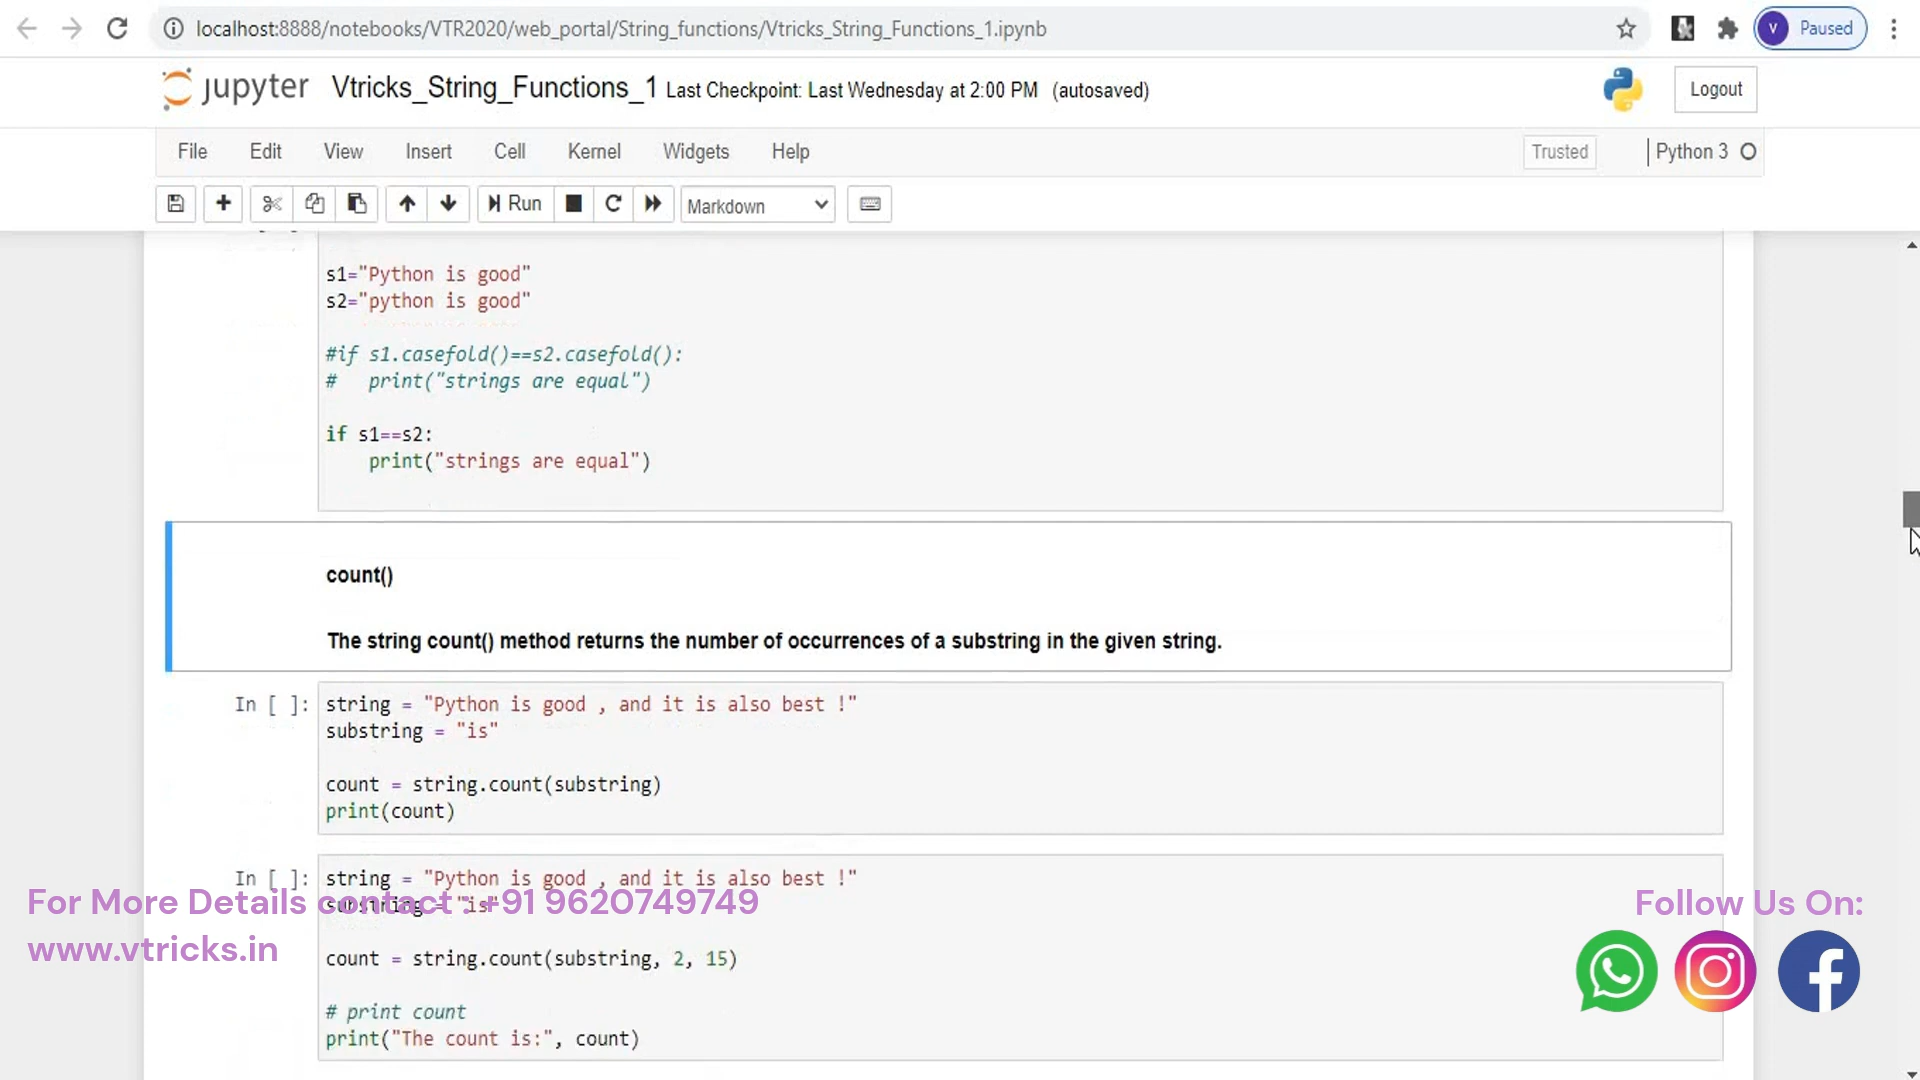 localhost:8888/notebooks/VTR2020/web_portal/String_functions/Vtricks_String_Functions_1.ipynb
V Paused
jupyter Vtricks_String_Functions_1 Last Checkpoint: Last Wednesday at 2:00 PM (autosaved)
Logout
File Edit View Insert Cell Kernel Widgets Help
Trusted Python 3
Run Markdown
s1="Python is good"
s2="python is good"
#if s1.casefold()==s2.casefold():
#   print("strings are equal")
if s1==s2:
    print("strings are equal")
count()
The string count() method returns the number of occurrences of a substring in the given string.
In [ ]: string = "Python is good , and it is also best !"
substring = "is"
count = string.count(substring)
print(count)
In [ ]: string = "Python is good , and it is also best !"
substring = "is"
count = string.count(substring, 2, 15)
# print count
print("The count is:", count)
For More Details contact : +91 9620749749
www.vtricks.in
Follow Us On: